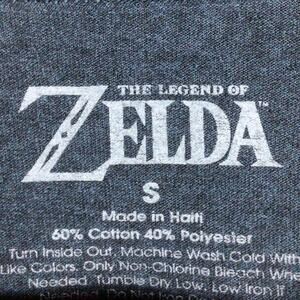 THE LEGEND OF
ZELDA™
S
Made in Haiti
60% Cotton 40% Polyester
Turn Inside Out, Machine Wash Cold With
Like Colors. Only Non-Chlorine Bleach When
Needed. Tumble Dry Low. Low Iron If